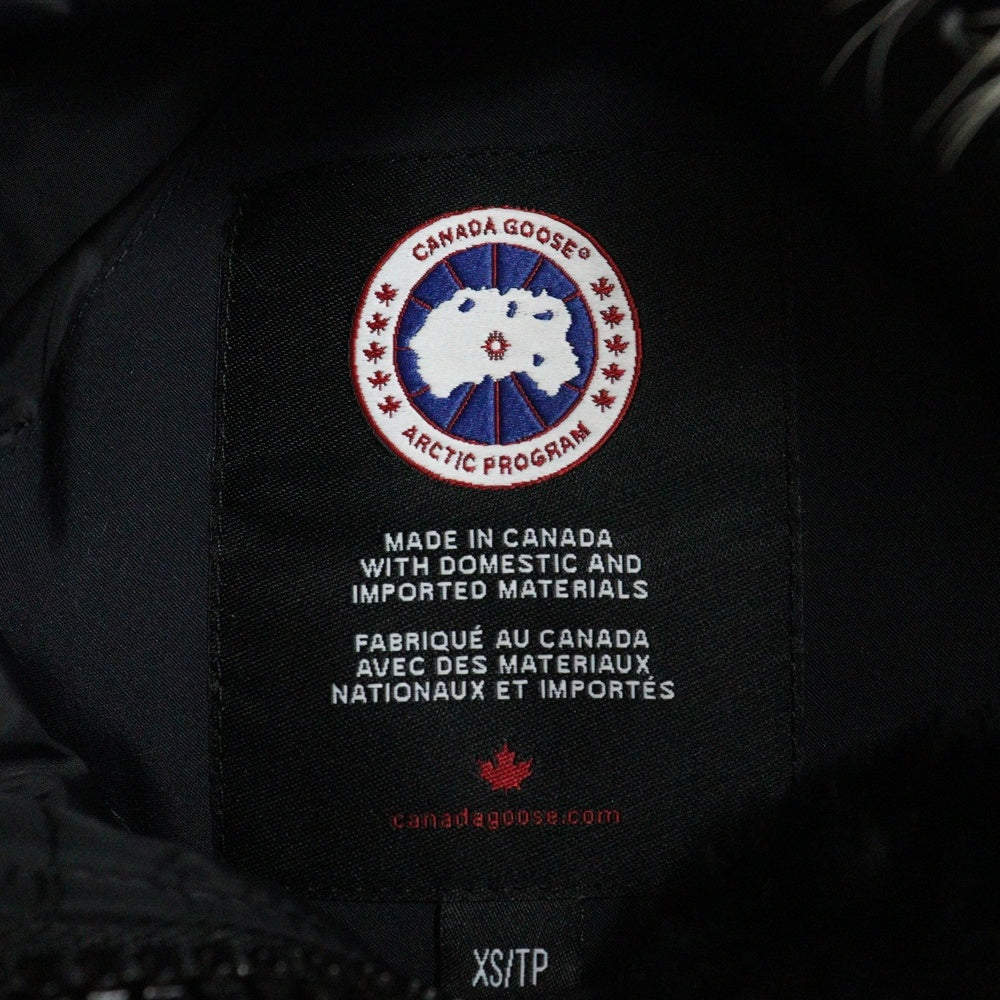 CANADA GOOSE®
ARCTIC PROGRAM
MADE IN CANADA
WITH DOMESTIC AND
IMPORTED MATERIALS
FABRIQUÉ AU CANADA
AVEC DES MATERIAUX
NATIONAUX ET IMPORTÉS
canadagoose.com
XS/TP